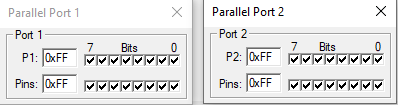 Parallel Port 1
Port 1
7 Bits 0
P1: 0xFF
Pins: 0xFF
Parallel Port 2
Port 2
7 Bits 0
P2: 0xFF
Pins: 0xFF